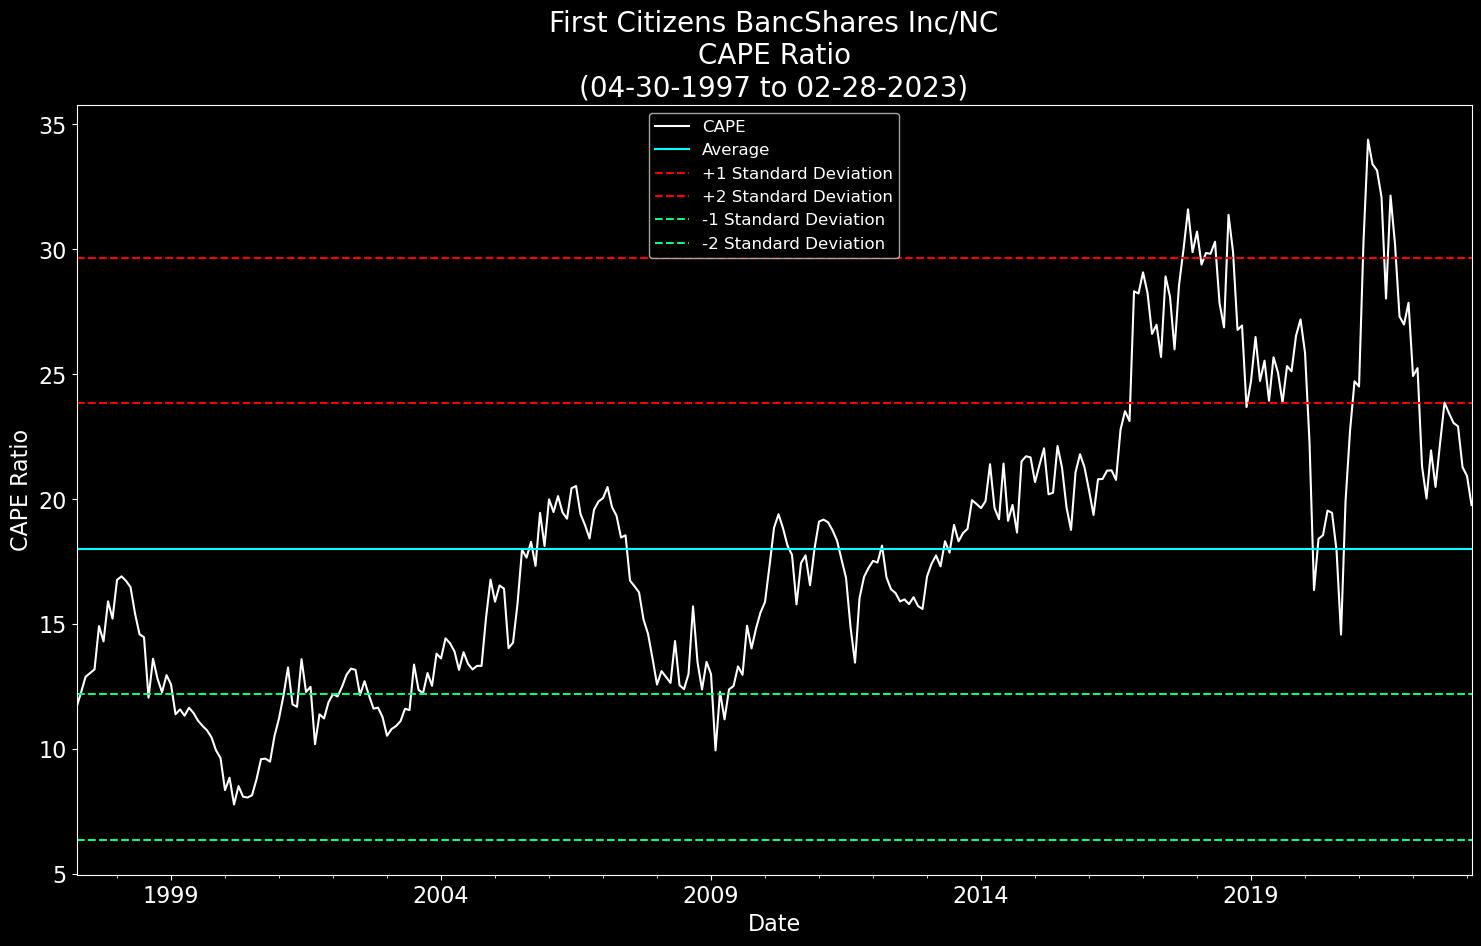 First Citizens BancShares Inc/NC
CAPE Ratio
(04-30-1997 to 02-28-2023)
CAPE
Average
+1 Standard Deviation
+2 Standard Deviation
-1 Standard Deviation
-2 Standard Deviation
CAPE Ratio
35
30
25
20
15
10
5
1999
2004
2009
2014
2019
Date